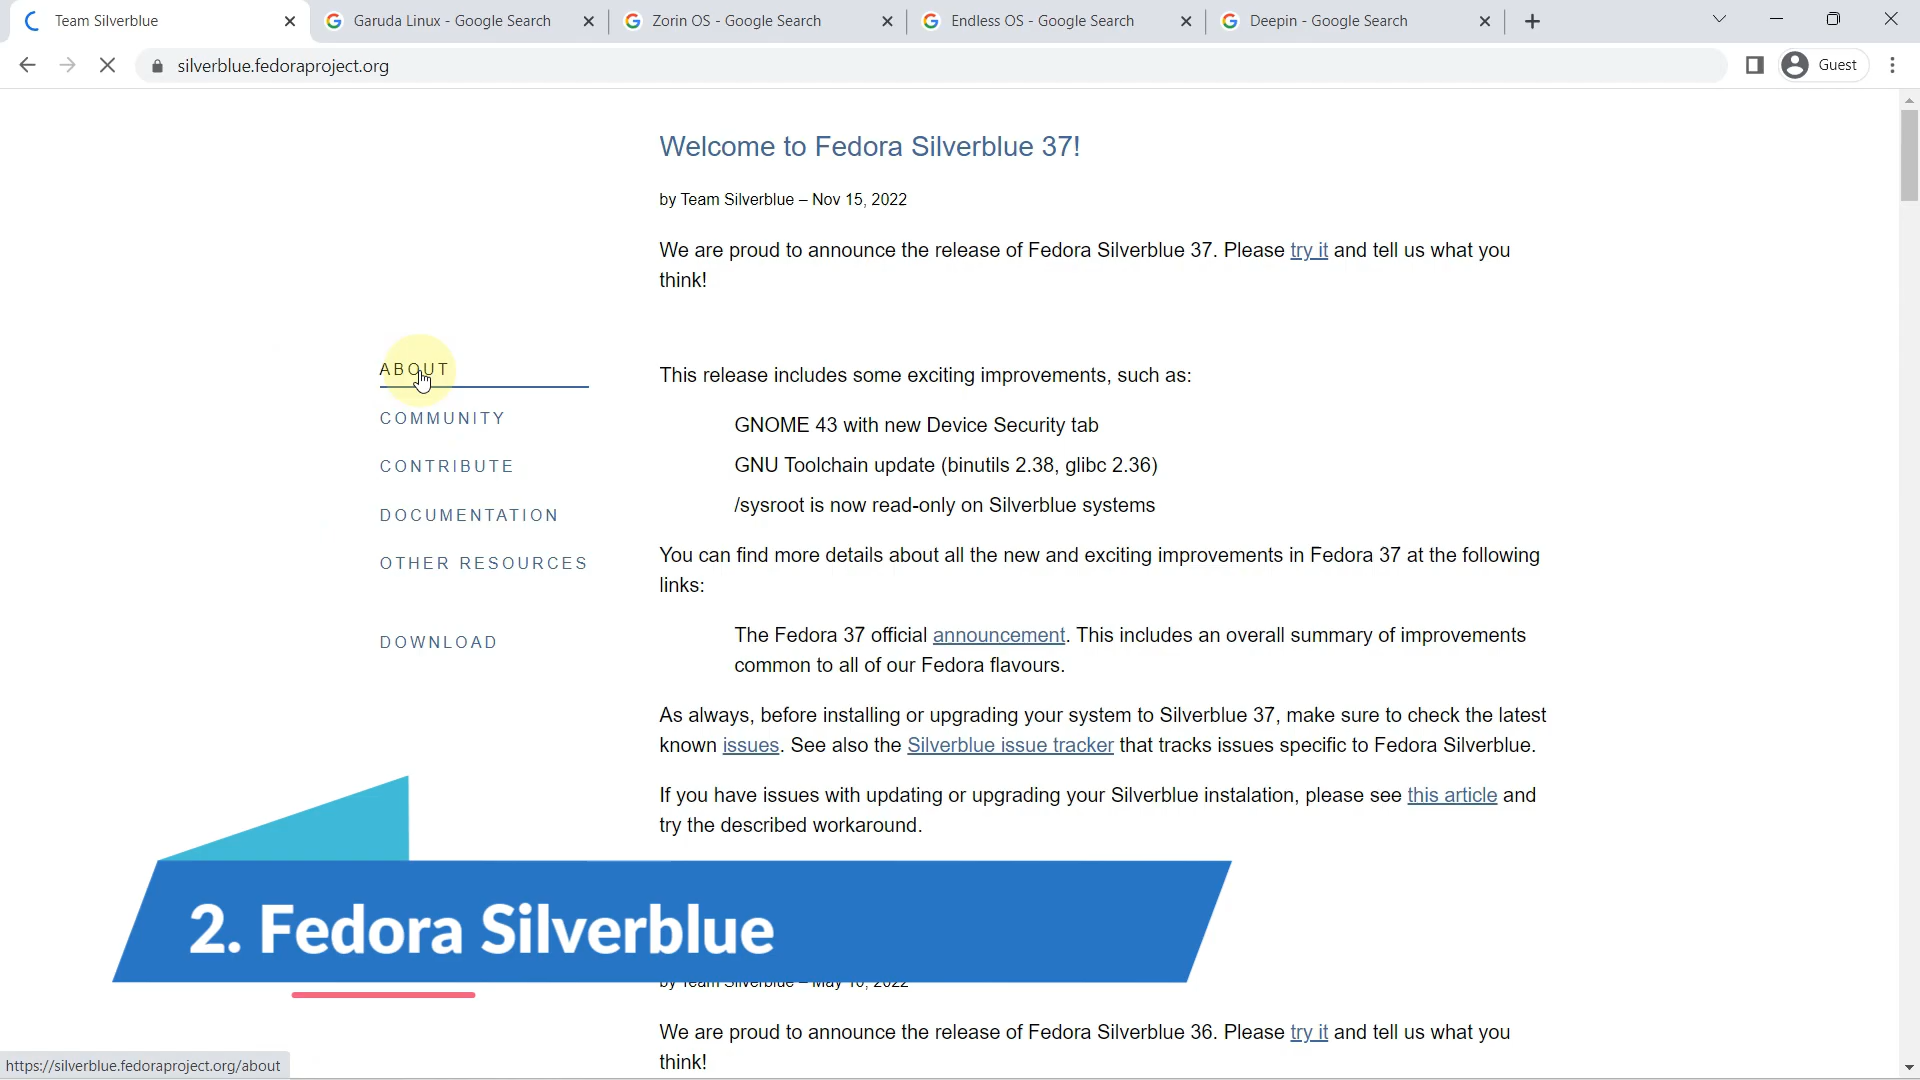 Team Silverblue
Garuda Linux - Google Search
Zorin OS - Google Search
Endless OS - Google Search
Deepin - Google Search
silverblue.fedoraproject.org
Guest
Welcome to Fedora Silverblue 37!
by Team Silverblue – Nov 15, 2022
We are proud to announce the release of Fedora Silverblue 37. Please try it and tell us what you
think!
ABOUT
COMMUNITY
CONTRIBUTE
DOCUMENTATION
OTHER RESOURCES
DOWNLOAD
This release includes some exciting improvements, such as:
GNOME 43 with new Device Security tab
GNU Toolchain update (binutils 2.38, glibc 2.36)
/sysroot is now read-only on Silverblue systems
You can find more details about all the new and exciting improvements in Fedora 37 at the following
links:
The Fedora 37 official announcement. This includes an overall summary of improvements
common to all of our Fedora flavours.
As always, before installing or upgrading your system to Silverblue 37, make sure to check the latest
known issues. See also the Silverblue issue tracker that tracks issues specific to Fedora Silverblue.
If you have issues with updating or upgrading your Silverblue instalation, please see this article and
try the described workaround.
2. Fedora Silverblue
by Team Silverblue – May 10, 2022
We are proud to announce the release of Fedora Silverblue 36. Please try it and tell us what you
think!
https://silverblue.fedoraproject.org/about